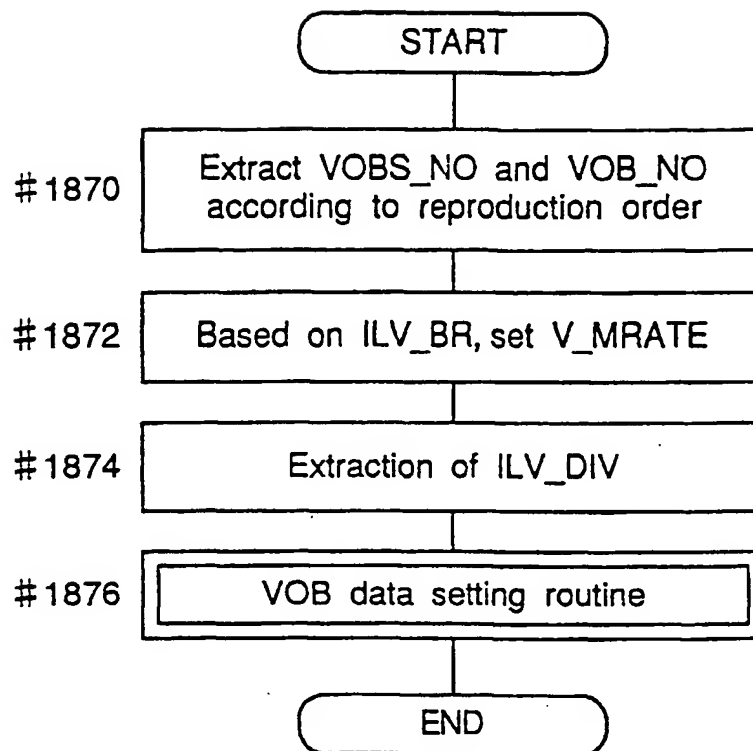 START
#1870
Extract VOBS_NO and VOB_NO
according to reproduction order
#1872
Based on ILV_BR, set V_MRATE
#1874
Extraction of ILV_DIV
#1876
VOB data setting routine
END